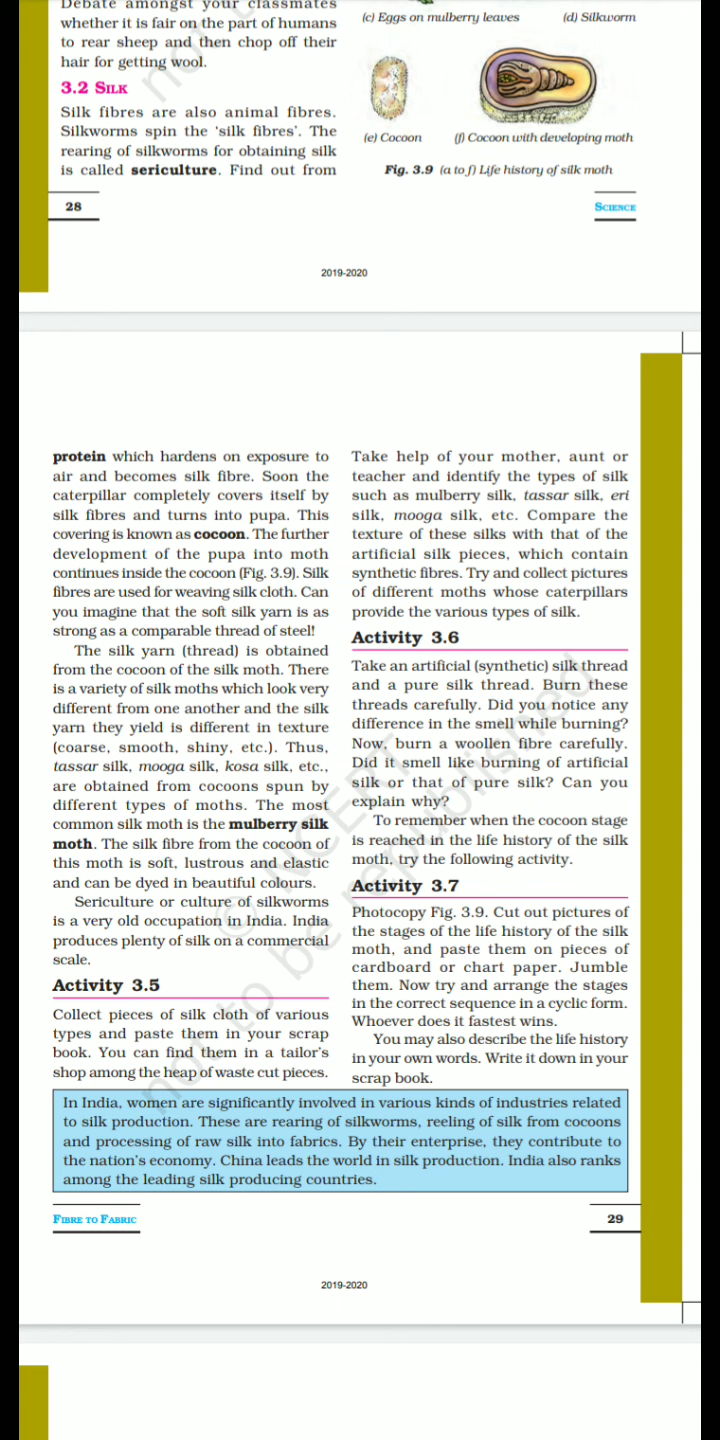 Debate amongst your classmates
whether it is fair on the part of humans
to rear sheep and then chop off their
hair for getting wool.
3.2 SILK
Silk fibres are also animal fibres.
Silkworms spin the ‘silk fibres’. The
rearing of silkworms for obtaining silk
is called sericulture. Find out from
(c) Eggs on mulberry leaves (d) Silkworm
(e) Cocoon (f) Cocoon with developing moth
Fig. 3.9 (a to f) Life history of silk moth
28
SCIENCE
2019-2020
protein which hardens on exposure to
air and becomes silk fibre. Soon the
caterpillar completely covers itself by
silk fibres and turns into pupa. This
covering is known as cocoon. The further
development of the pupa into moth
continues inside the cocoon (Fig. 3.9). Silk
fibres are used for weaving silk cloth. Can
you imagine that the soft silk yarn is as
strong as a comparable thread of steel!
The silk yarn (thread) is obtained
from the cocoon of the silk moth. There
is a variety of silk moths which look very
different from one another and the silk
yarn they yield is different in texture
(coarse, smooth, shiny, etc.). Thus,
tassar silk, mooga silk, kosa silk, etc.,
are obtained from cocoons spun by
different types of moths. The most
common silk moth is the mulberry silk
moth. The silk fibre from the cocoon of
this moth is soft, lustrous and elastic
and can be dyed in beautiful colours.
Sericulture or culture of silkworms
is a very old occupation in India. India
produces plenty of silk on a commercial
scale.
Activity 3.5
Collect pieces of silk cloth of various
types and paste them in your scrap
book. You can find them in a tailor’s
shop among the heap of waste cut pieces.
Take help of your mother, aunt or
teacher and identify the types of silk
such as mulberry silk, tassar silk, eri
silk, mooga silk, etc. Compare the
texture of these silks with that of the
artificial silk pieces, which contain
synthetic fibres. Try and collect pictures
of different moths whose caterpillars
provide the various types of silk.
Activity 3.6
Take an artificial (synthetic) silk thread
and a pure silk thread. Burn these
threads carefully. Did you notice any
difference in the smell while burning?
Now, burn a woollen fibre carefully.
Did it smell like burning of artificial
silk or that of pure silk? Can you
explain why?
To remember when the cocoon stage
is reached in the life history of the silk
moth, try the following activity.
Activity 3.7
Photocopy Fig. 3.9. Cut out pictures of
the stages of the life history of the silk
moth, and paste them on pieces of
cardboard or chart paper. Jumble
them. Now try and arrange the stages
in the correct sequence in a cyclic form.
Whoever does it fastest wins.
You may also describe the life history
in your own words. Write it down in your
scrap book.
In India, women are significantly involved in various kinds of industries related
to silk production. These are rearing of silkworms, reeling of silk from cocoons
and processing of raw silk into fabrics. By their enterprise, they contribute to
the nation’s economy. China leads the world in silk production. India also ranks
among the leading silk producing countries.
FIBRE TO FABRIC
29
2019-2020
© NCERT
not to be republished